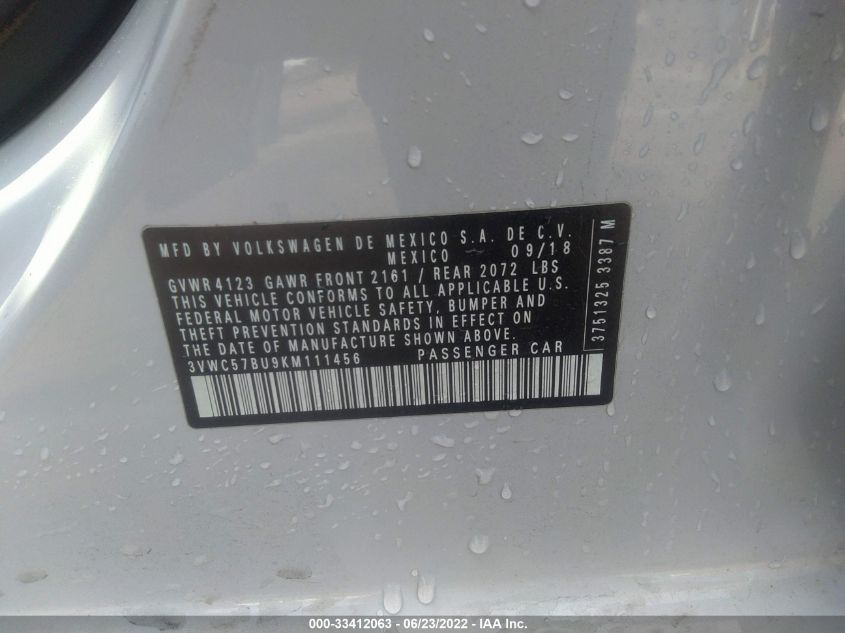 MFD BY VOLKSWAGEN DE MEXICO S.A. DE C.V.
MEXICO 09/18
GVWR 4123 GAWR FRONT 2161 / REAR 2072 LBS
THIS VEHICLE CONFORMS TO ALL APPLICABLE U.S.
FEDERAL MOTOR VEHICLE SAFETY, BUMPER AND
THEFT PREVENTION STANDARDS IN EFFECT ON
THE DATE OF MANUFACTURE SHOWN ABOVE.
3VWC57BU9KM111456 PASSENGER CAR
3751325 3387 M
000-33412063 - 06/23/2022 - IAA Inc.